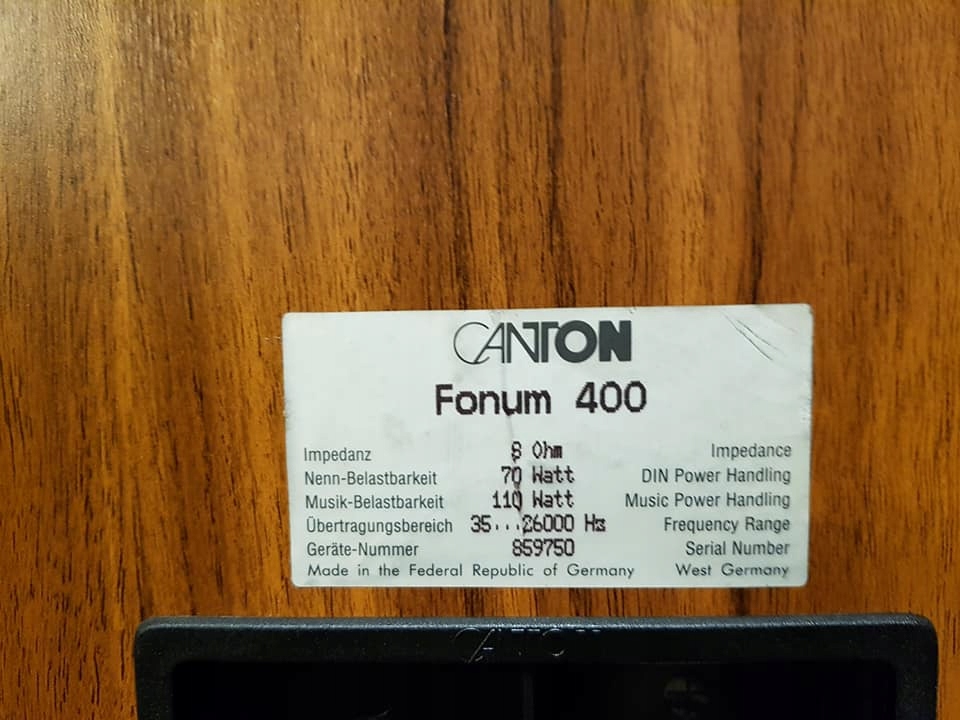 CANTON
Fonum 400
Impedanz 8 Ohm Impedance
Nenn-Belastbarkeit 70 Watt DIN Power Handling
Musik-Belastbarkeit 110 Watt Music Power Handling
Übertragungsbereich 35...26000 Hz Frequency Range
Geräte-Nummer 859750 Serial Number
Made in the Federal Republic of Germany West Germany
CANTON